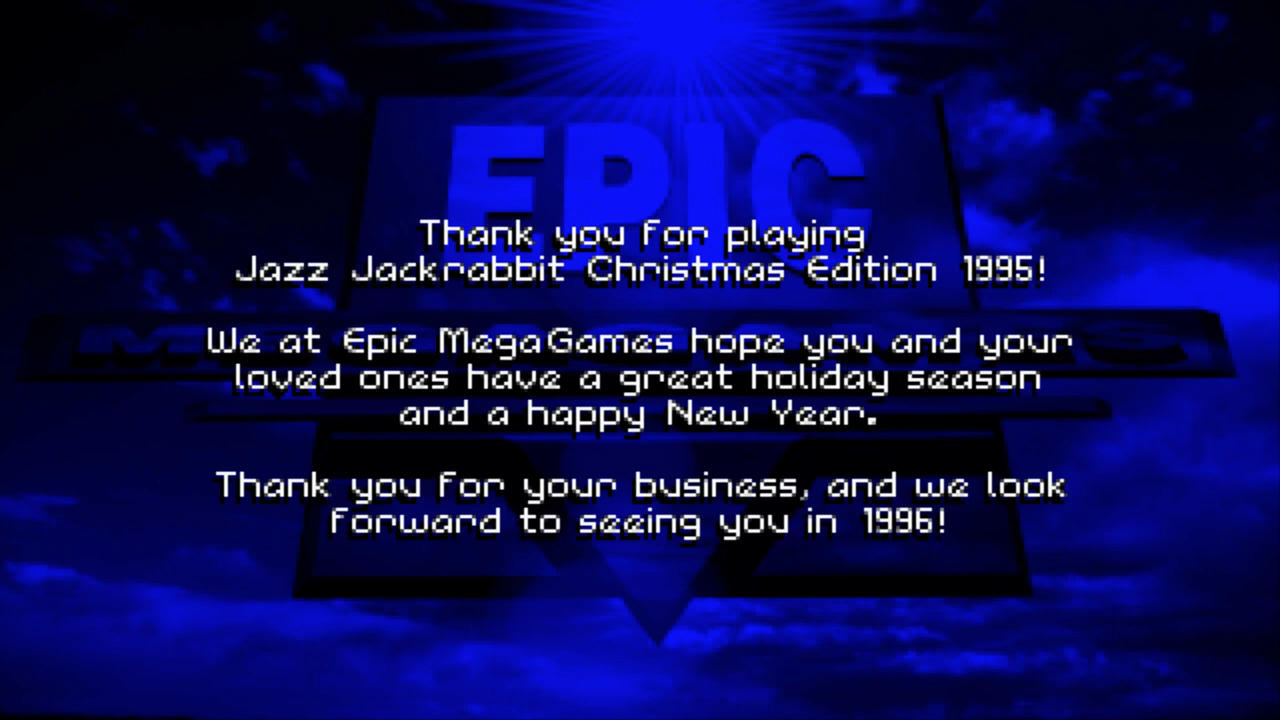 EPIC
Thank you for playing
Jazz Jackrabbit Christmas Edition 1995!
MEGAGAMES
We at Epic MegaGames hope you and your
loved ones have a great holiday season
and a happy New Year.
Thank you for your business, and we look
forward to seeing you in 1996!